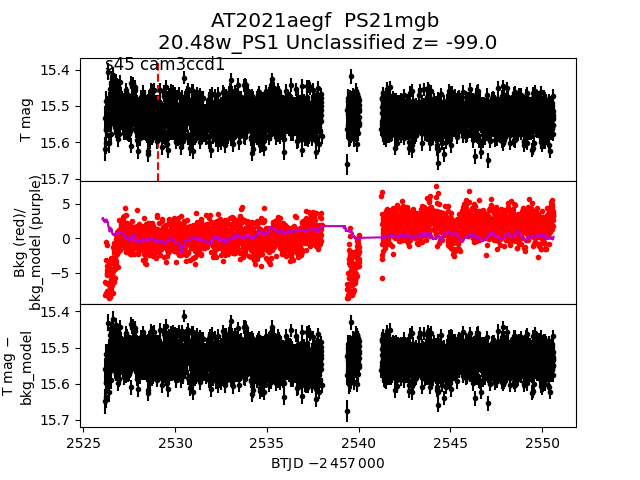 AT2021aegf  PS21mgb
20.48w_PS1 Unclassified z= -99.0
s45 cam3ccd1
15.4
15.5
15.6
15.7
T mag
5
0
−5
Bkg (red)/
bkg_model (purple)
15.4
15.5
15.6
15.7
T mag −
bkg_model
2525
2530
2535
2540
2545
2550
BTJD −2 457 000